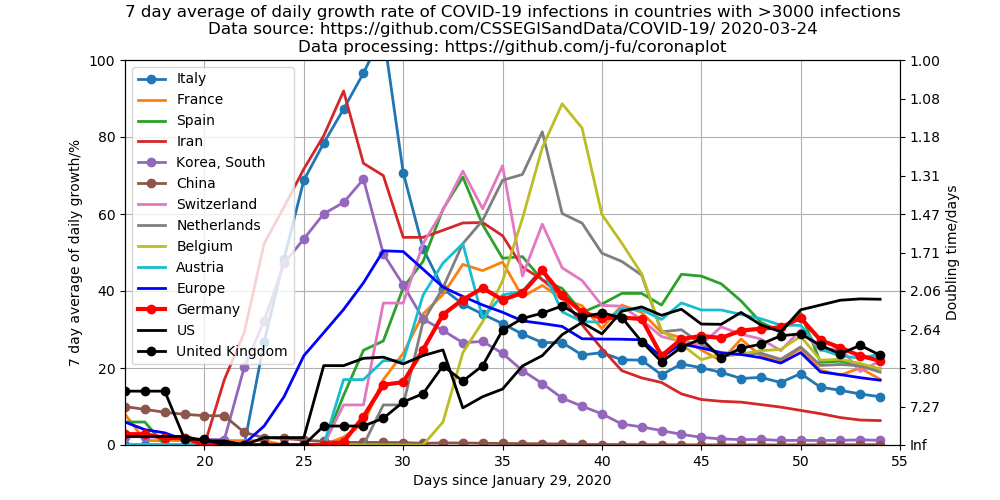 7 day average of daily growth rate of COVID-19 infections in countries with >3000 infections
Data source: https://github.com/CSSEGISandData/COVID-19/ 2020-03-24
Data processing: https://github.com/j-fu/coronaplot
7 day average of daily growth/%
100
80
60
40
20
0
Italy
France
Spain
Iran
Korea, South
China
Switzerland
Netherlands
Belgium
Austria
Europe
Germany
US
United Kingdom
1.00
1.08
1.18
1.31
1.47
1.71
2.06
2.64
3.80
7.27
Inf
Doubling time/days
20
25
30
35
40
45
50
55
Days since January 29, 2020